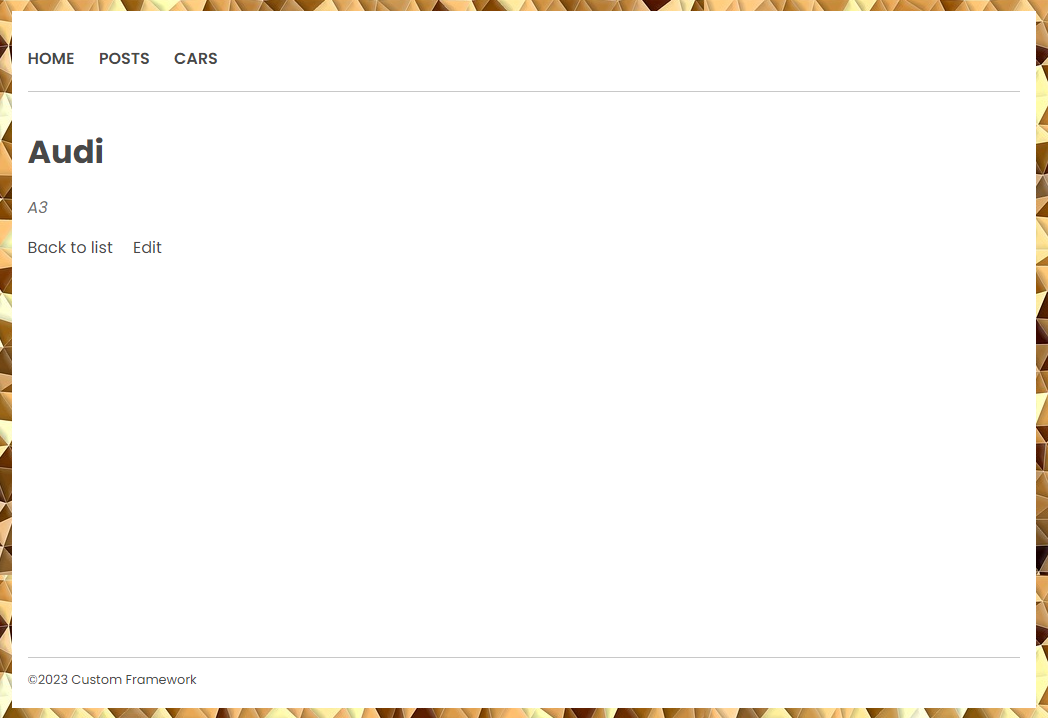 HOME POSTS CARS
Audi
A3
Back to list Edit
©2023 Custom Framework